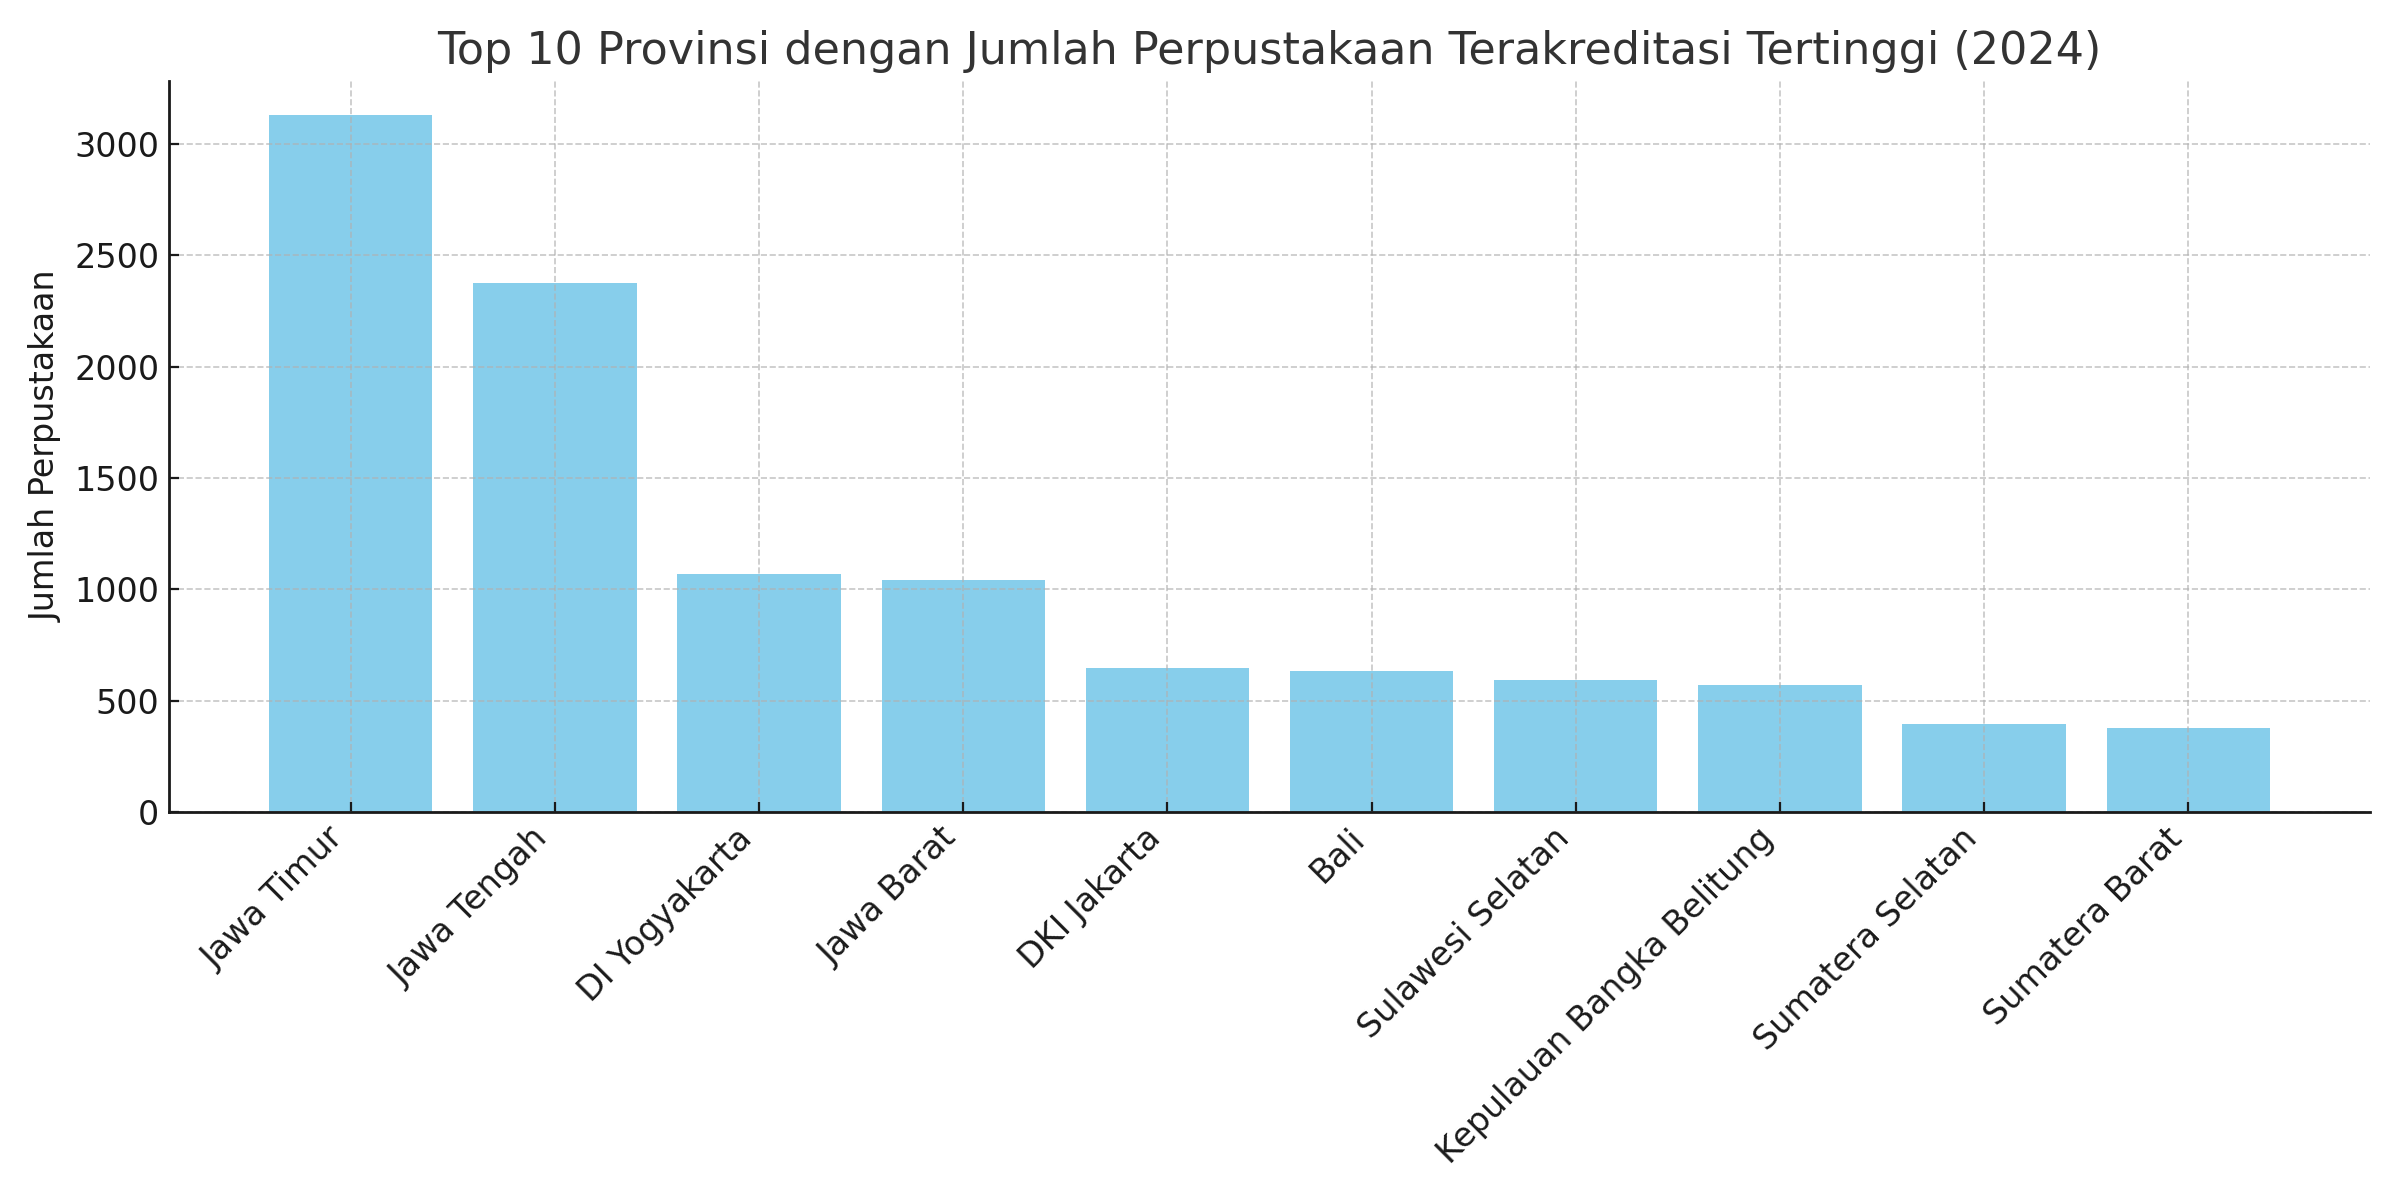 Top 10 Provinsi dengan Jumlah Perpustakaan Terakreditasi Tertinggi (2024)
Jumlah Perpustakaan
3000
2500
2000
1500
1000
500
0
Jawa Timur
Jawa Tengah
DI Yogyakarta
Jawa Barat
DKI Jakarta
Bali
Sulawesi Selatan
Kepulauan Bangka Belitung
Sumatera Selatan
Sumatera Barat